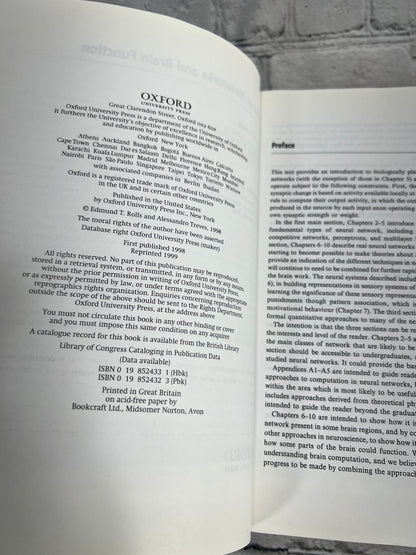 OXFORD
UNIVERSITY PRESS
Great Clarendon Street, Oxford OX2 6DP
Oxford University Press is a department of the University of Oxford.
It furthers the University's objective of excellence in research, scholarship,
and education by publishing worldwide in
Oxford New York
Athens Auckland Bangkok Bogotá Buenos Aires Calcutta
Cape Town Chennai Dar es Salaam Delhi Florence Hong Kong Istanbul
Karachi Kuala Lumpur Madrid Melbourne Mexico City Mumbai
Nairobi Paris São Paulo Singapore Taipei Tokyo Toronto Warsaw
with associated companies in Berlin Ibadan
Oxford is a registered trade mark of Oxford University Press
in the UK and in certain other countries
Published in the United States
by Oxford University Press Inc., New York
© Edmund T. Rolls and Alessandro Treves, 1998
The moral rights of the author have been asserted
Database right Oxford University Press (maker)
First published 1998
Reprinted 1999
All rights reserved. No part of this publication may be reproduced,
stored in a retrieval system, or transmitted, in any form or by any means,
without the prior permission in writing of Oxford University Press,
or as expressly permitted by law, or under terms agreed with the appropriate
reprographics rights organization. Enquiries concerning reproduction
outside the scope of the above should be sent to the Rights Department,
Oxford University Press, at the address above
You must not circulate this book in any other binding or cover
and you must impose this same condition on any acquirer
A catalogue record for this book is available from the British Library
Library of Congress Cataloging in Publication Data
(Data available)
ISBN 0 19 852433 1 (Hbk)
ISBN 0 19 852432 3 (Pbk)
Printed in Great Britain
on acid-free paper by
Bookcraft Ltd., Midsomer Norton, Avon
Preface
This text provides an introduction to biologically pla
networks (with the exception of those in Chapter 5)
operate subject to the following constraints. First, the
synaptic change is based on activity available locally at
rule to compute their output activity, in which the out
produced in the neuron by each input axon operating
own synaptic strength or weight.
In the first main section, Chapters 2–5 introduce
fundamental types of neural network, including
competitive networks, perceptrons, and multilayer
section, Chapters 6–10 describe real neural networks
starting to become possible to make theories about
provide an indication of the different techniques in neu
will continue to need to be combined for further rapid
the brain work. The neural systems described include
6), in building representations in sensory systems of
learning the significance of these sensory represen
punishments though pattern association, which i
motivational behaviour (Chapter 7). The third section
formal quantitative approaches to many of the net
The intention is that the three sections can be re
the interests and level of the reader. Chapters 2–5 a
the main classes of network that are likely to be
section should be accessible to undergraduates,
studied neural networks. It could provide the ba
Appendices A1–A5 are intended to guide reade
approaches to computation in neural networks,
within the area which is most likely to be useful
includes approaches derived from theoretical ph
intended to guide the reader beyond the graduat
Chapters 6–10 are intended to show how it is
network present in some brain regions, and by co
other approaches in neuroscience, to show how it
how some parts of the brain could function. V
understanding brain computation, and we believ
progress to be made by combining the approach